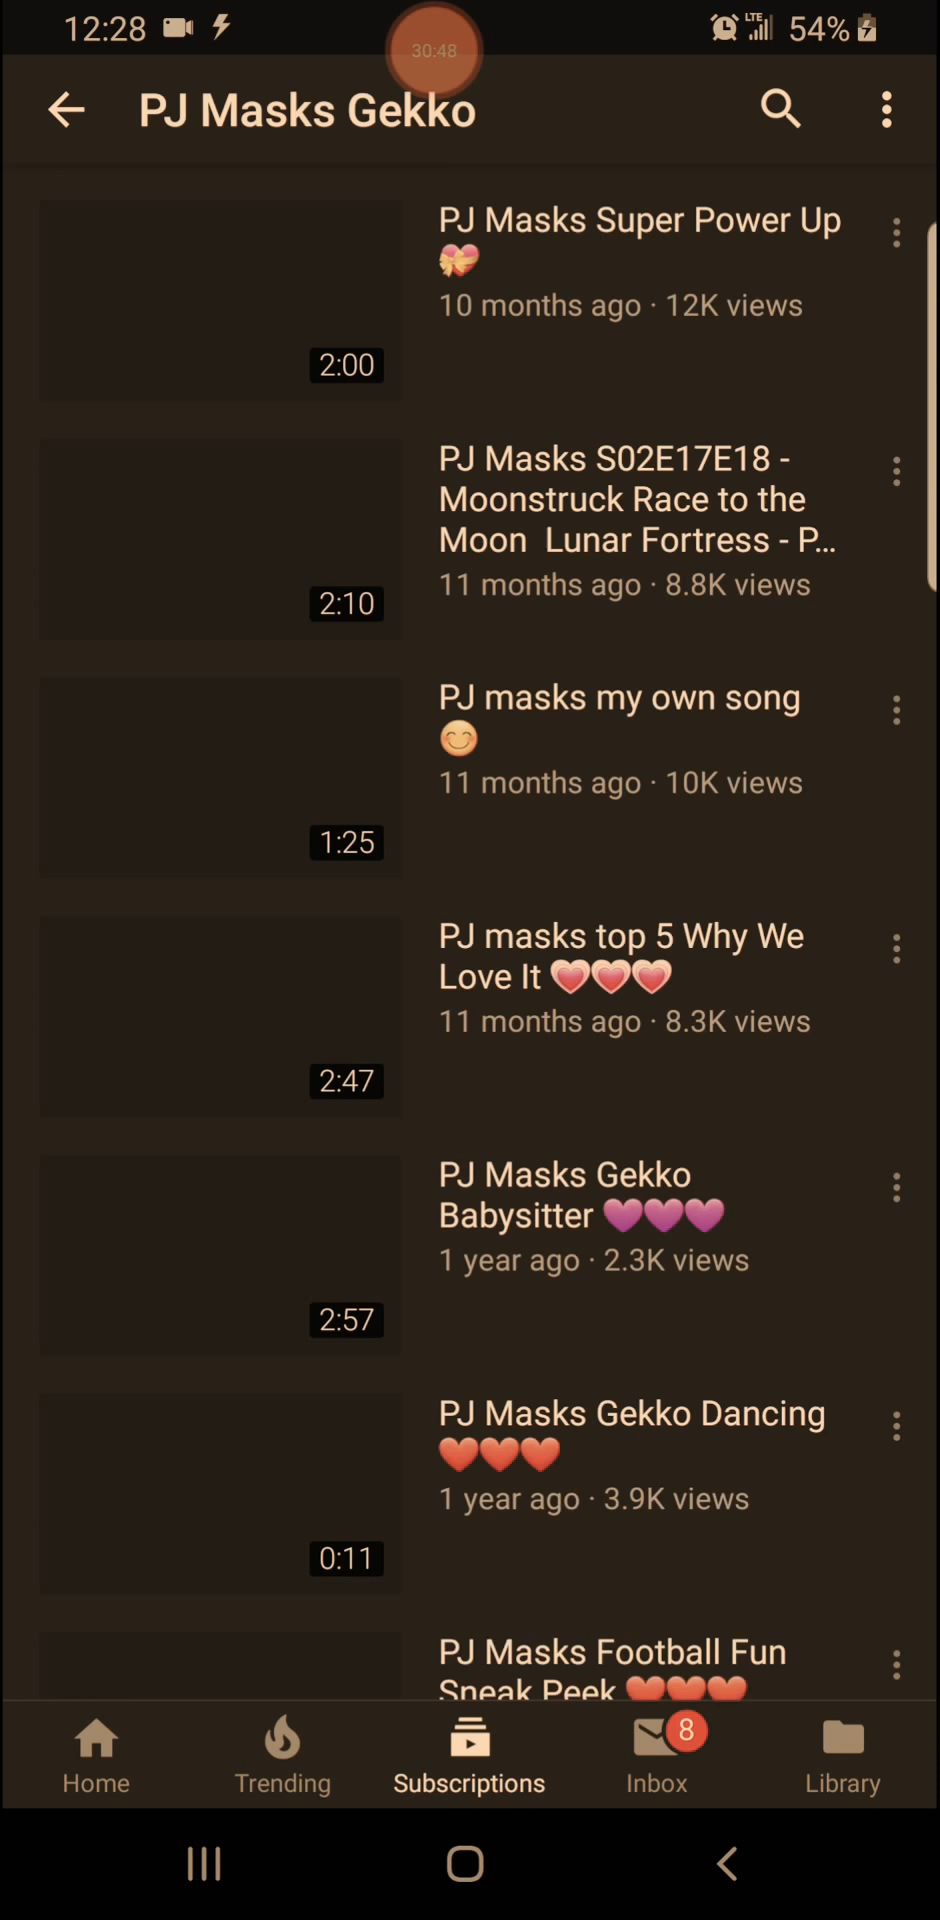 12:28
30:48
LTE
54%
PJ Masks Gekko
PJ Masks Super Power Up
💝
10 months ago · 12K views
2:00
PJ Masks S02E17E18 -
Moonstruck Race to the
Moon  Lunar Fortress - P...
11 months ago · 8.8K views
2:10
PJ masks my own song
😊
11 months ago · 10K views
1:25
PJ masks top 5 Why We
Love It 💗💗💗
11 months ago · 8.3K views
2:47
PJ Masks Gekko
Babysitter 💜💜💜
1 year ago · 2.3K views
2:57
PJ Masks Gekko Dancing
❤️❤️❤️
1 year ago · 3.9K views
0:11
PJ Masks Football Fun
Sneak Peek ❤️❤️❤️
8
Home
Trending
Subscriptions
Inbox
Library